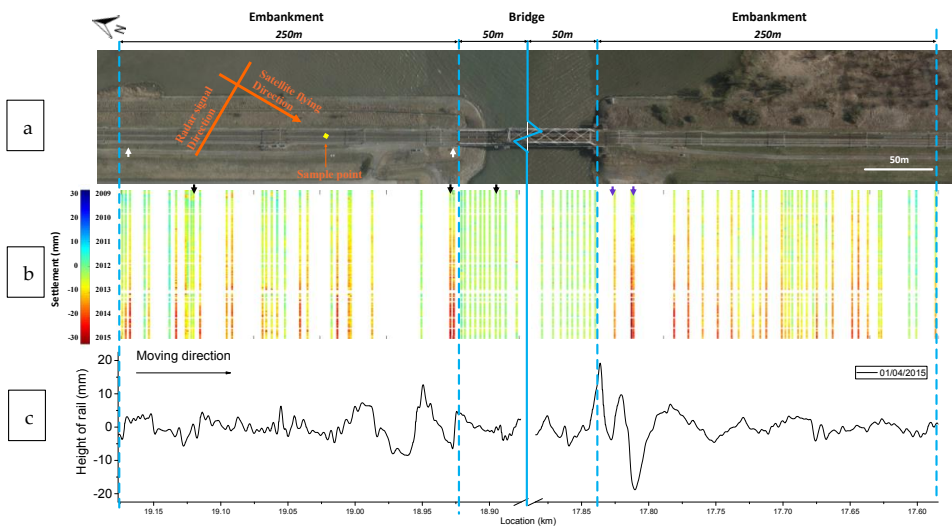 Embankment Bridge Embankment
250m 50m 50m 250m
N
a
Radar signal
Direction
Satellite flying
Direction
Sample point
50m
b
Settlement (mm)
30 2009
20 2010
10 2011
0 2012
-10 2013
-20 2014
-30 2015
c
Moving direction
01/04/2015
Height of rail (mm)
20
10
0
-10
-20
19.15 19.10 19.05 19.00 18.95 18.90 17.85 17.80 17.75 17.70 17.65 17.60
Location (km)